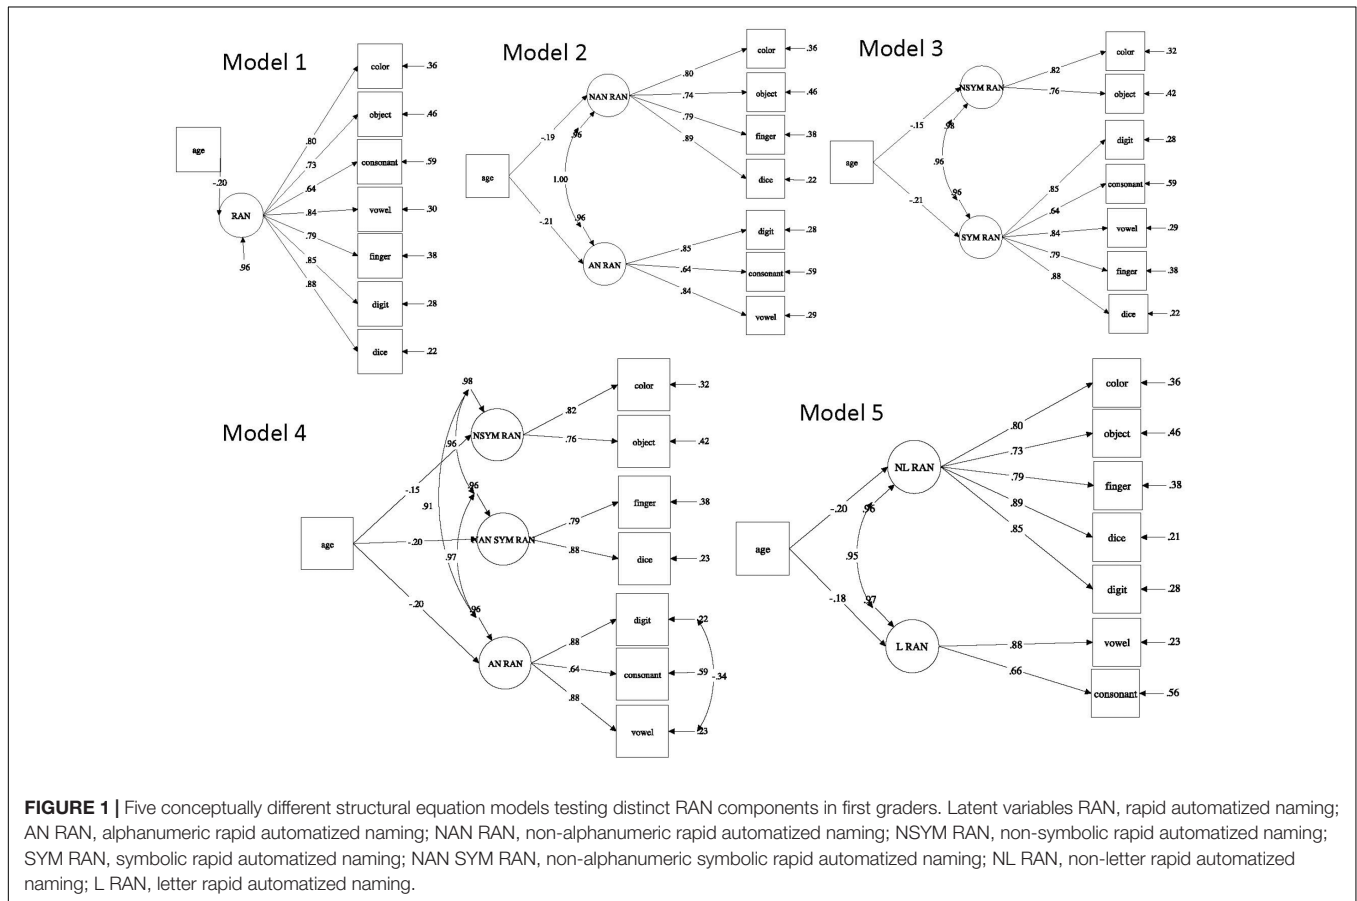 Model 1
age
-.20
RAN
.96
.80
.73
.64
.84
.79
.85
.88
color
.36
object
.46
consonant
.59
vowel
.30
finger
.38
digit
.28
dice
.22
Model 2
age
-.19
-.21
NAN RAN
.96
1.00
.96
AN RAN
.80
.74
.79
.89
color
.36
object
.46
finger
.38
dice
.22
.85
.64
.84
digit
.28
consonant
.59
vowel
.29
Model 3
age
-.15
-.21
NSYM RAN
.98
.96
.96
SYM RAN
.82
.76
color
.32
object
.42
.85
.64
.84
.79
.88
digit
.28
consonant
.59
vowel
.29
finger
.38
dice
.22
Model 4
age
-.15
-.20
-.20
.98
NSYM RAN
.96
.91
.96
NAN SYM RAN
.97
.96
AN RAN
.82
.76
color
.32
object
.42
.79
.88
finger
.38
dice
.23
.88
.64
.88
digit
.22
consonant
.59
-.34
vowel
.23
Model 5
age
-.20
-.18
NL RAN
.96
.95
.97
L RAN
.80
.73
.79
.89
.85
color
.36
object
.46
finger
.38
dice
.21
digit
.28
.88
.66
vowel
.23
consonant
.56
FIGURE 1 | Five conceptually different structural equation models testing distinct RAN components in first graders. Latent variables RAN, rapid automatized naming;
AN RAN, alphanumeric rapid automatized naming; NAN RAN, non-alphanumeric rapid automatized naming; NSYM RAN, non-symbolic rapid automatized naming;
SYM RAN, symbolic rapid automatized naming; NAN SYM RAN, non-alphanumeric symbolic rapid automatized naming; NL RAN, non-letter rapid automatized
naming; L RAN, letter rapid automatized naming.